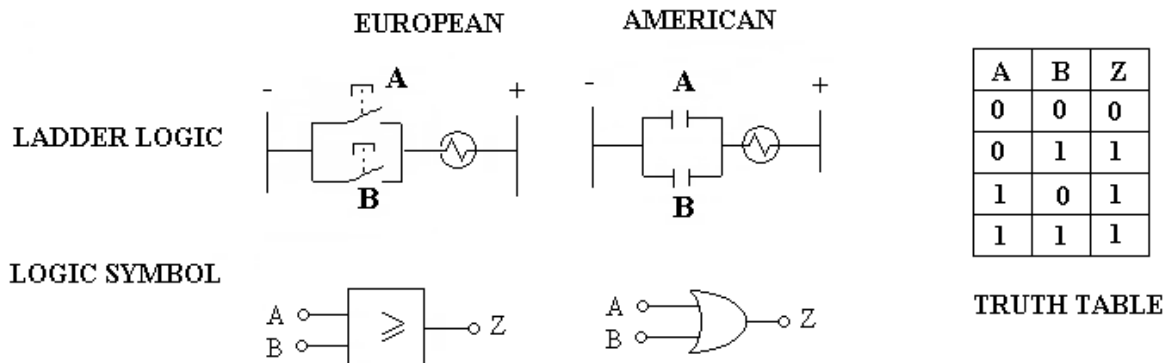 EUROPEAN AMERICAN
LADDER LOGIC
- A +
B
- A +
B
A B Z
0 0 0
0 1 1
1 0 1
1 1 1
TRUTH TABLE
LOGIC SYMBOL
A
B
≥
Z
A
B
Z